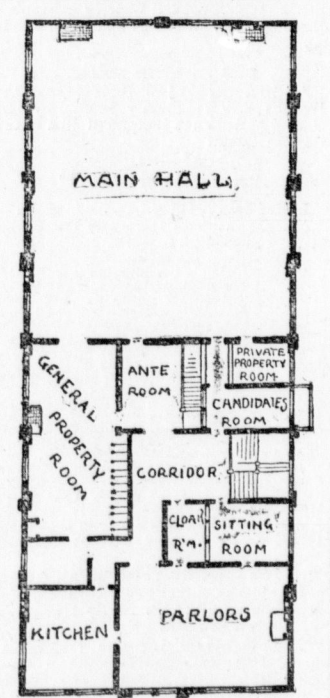 MAIN HALL
PRIVATE
PROPERTY
ROOM
ANTE
ROOM
GENERAL
PROPERTY
ROOM
CANDIDATES
ROOM
CORRIDOR
CLOAK
R'M.
SITTING
ROOM
PARLORS
KITCHEN